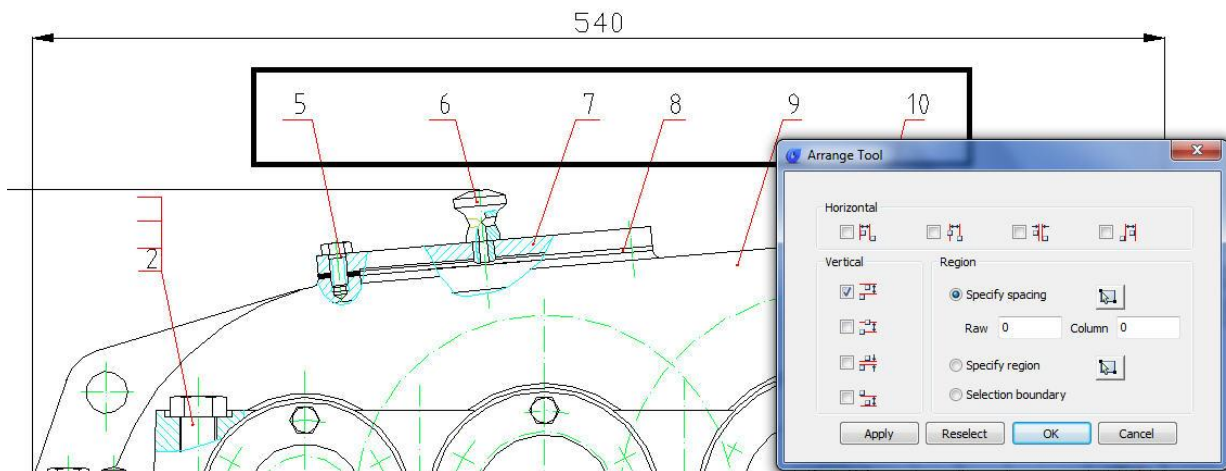 540
5 6 7 8 9 10
2
Arrange Tool
Horizontal
Vertical
Region
Specify spacing
Raw 0 Column 0
Specify region
Selection boundary
Apply Reselect OK Cancel